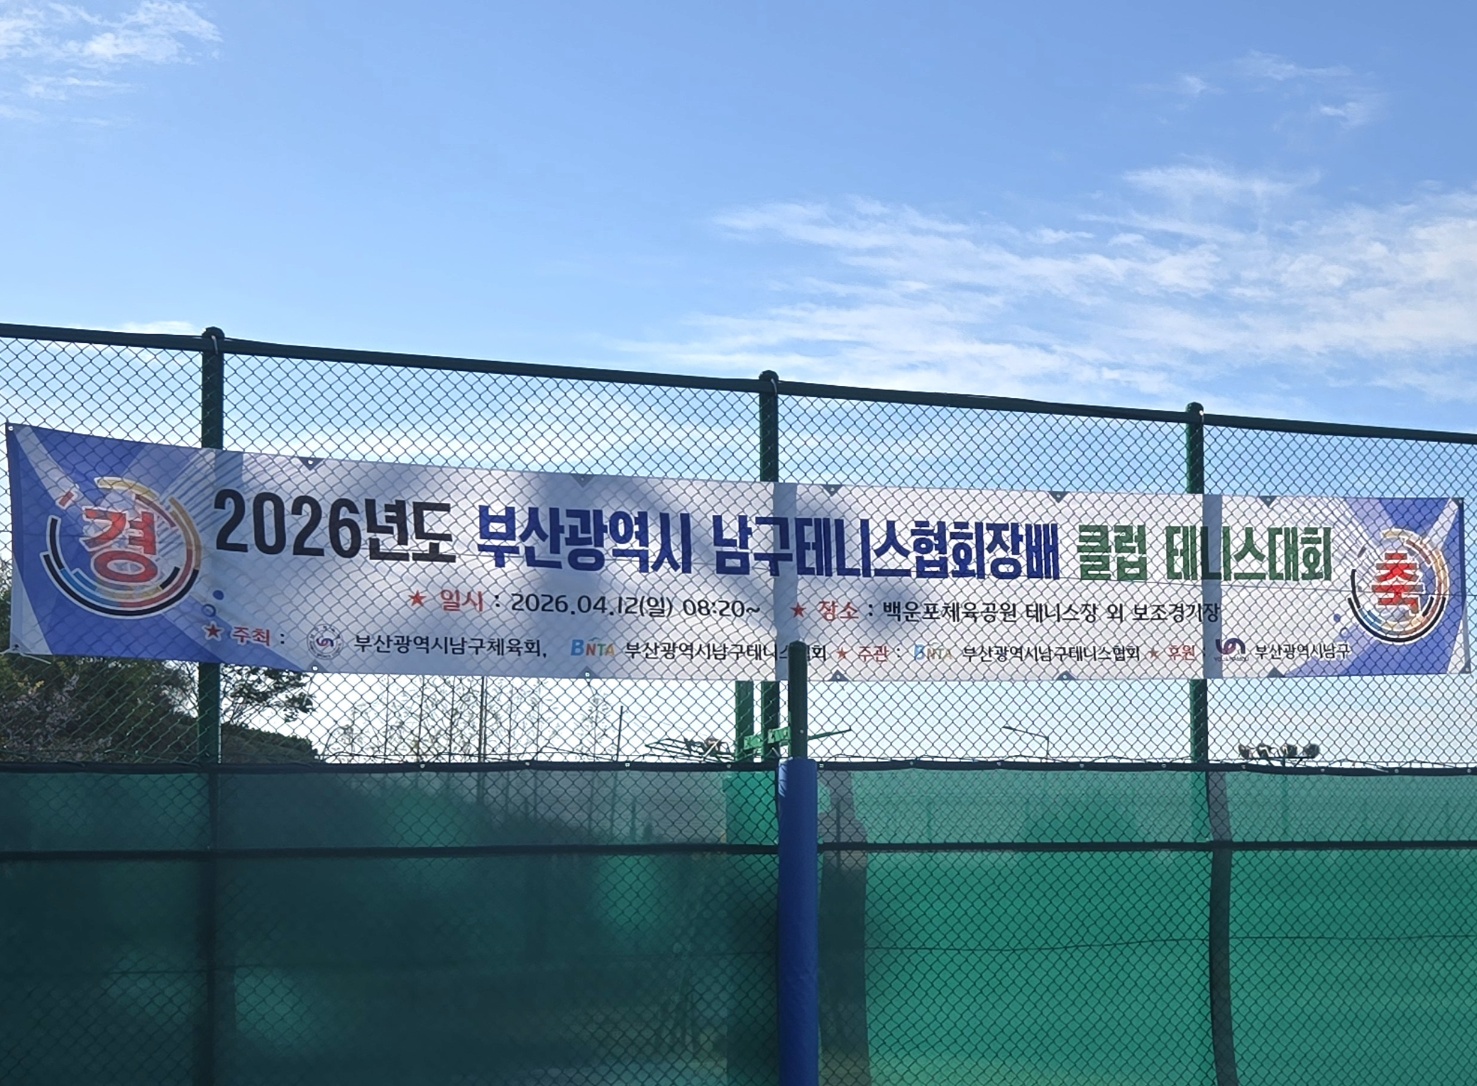 경
2026년도 부산광역시 남구테니스협회장배 클럽 테니스대회
축
★ 일시 : 2026.04.12(일) 08:20~ ★ 장소 : 백운포체육공원 테니스장 외 보조경기장
★ 주최 : 부산광역시남구체육회, BNTA 부산광역시남구테니스협회 ★ 주관 : BNTA 부산광역시남구테니스협회 ★ 후원 : 부산광역시남구